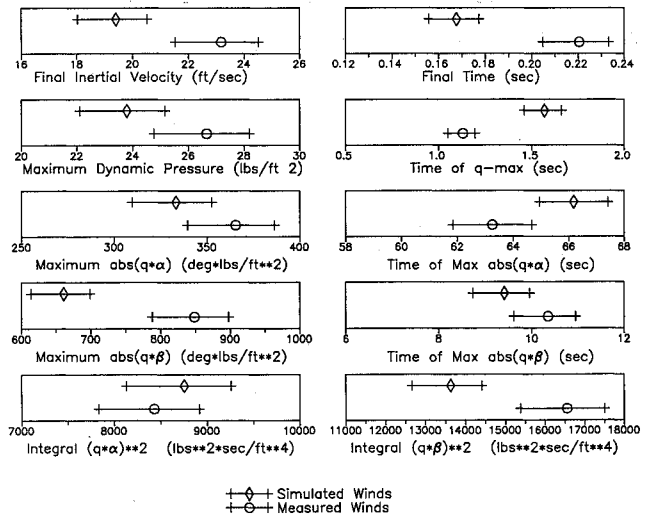 16 18 20 22 24 26
Final Inertial Velocity (ft/sec)
0.12 0.14 0.16 0.18 0.20 0.22 0.24
Final Time (sec)
20 22 24 26 28 30
Maximum Dynamic Pressure (lbs/ft 2)
0.5 1.0 1.5 2.0
Time of q-max (sec)
250 300 350 400
Maximum abs(q*α) (deg*lbs/ft**2)
58 60 62 64 66 68
Time of Max abs(q*α) (sec)
600 700 800 900 1000
Maximum abs(q*β) (deg*lbs/ft**2)
6 8 10 12
Time of Max abs(q*β) (sec)
7000 8000 9000 10000
Integral (q*α)**2 (lbs**2*sec/ft**4)
11000 12000 13000 14000 15000 16000 17000 18000
Integral (q*β)**2 (lbs**2*sec/ft**4)
Simulated Winds
Measured Winds